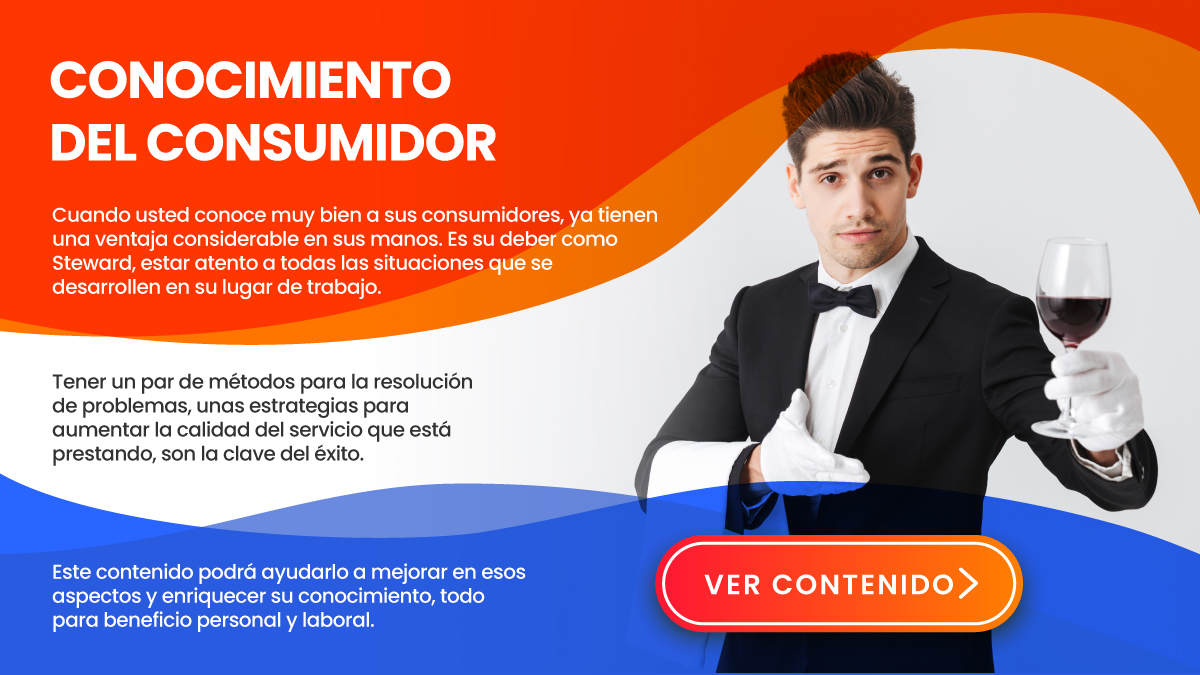 CONOCIMIENTO
DEL CONSUMIDOR
Cuando usted conoce muy bien a sus consumidores, ya tienen
una ventaja considerable en sus manos. Es su deber como
Steward, estar atento a todas las situaciones que se
desarrollen en su lugar de trabajo.
Tener un par de métodos para la resolución
de problemas, unas estrategias para
aumentar la calidad del servicio que está
prestando, son la clave del éxito.
Este contenido podrá ayudarlo a mejorar en esos
aspectos y enriquecer su conocimiento, todo
para beneficio personal y laboral.
VER CONTENIDO